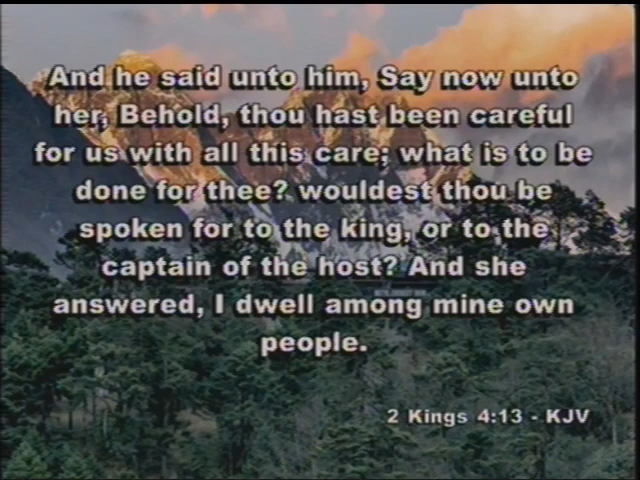 And he said unto him, Say now unto
her, Behold, thou hast been careful
for us with all this care; what is to be
done for thee? wouldest thou be
spoken for to the king, or to the
captain of the host? And she
answered, I dwell among mine own
people.
2 Kings 4:13 - KJV